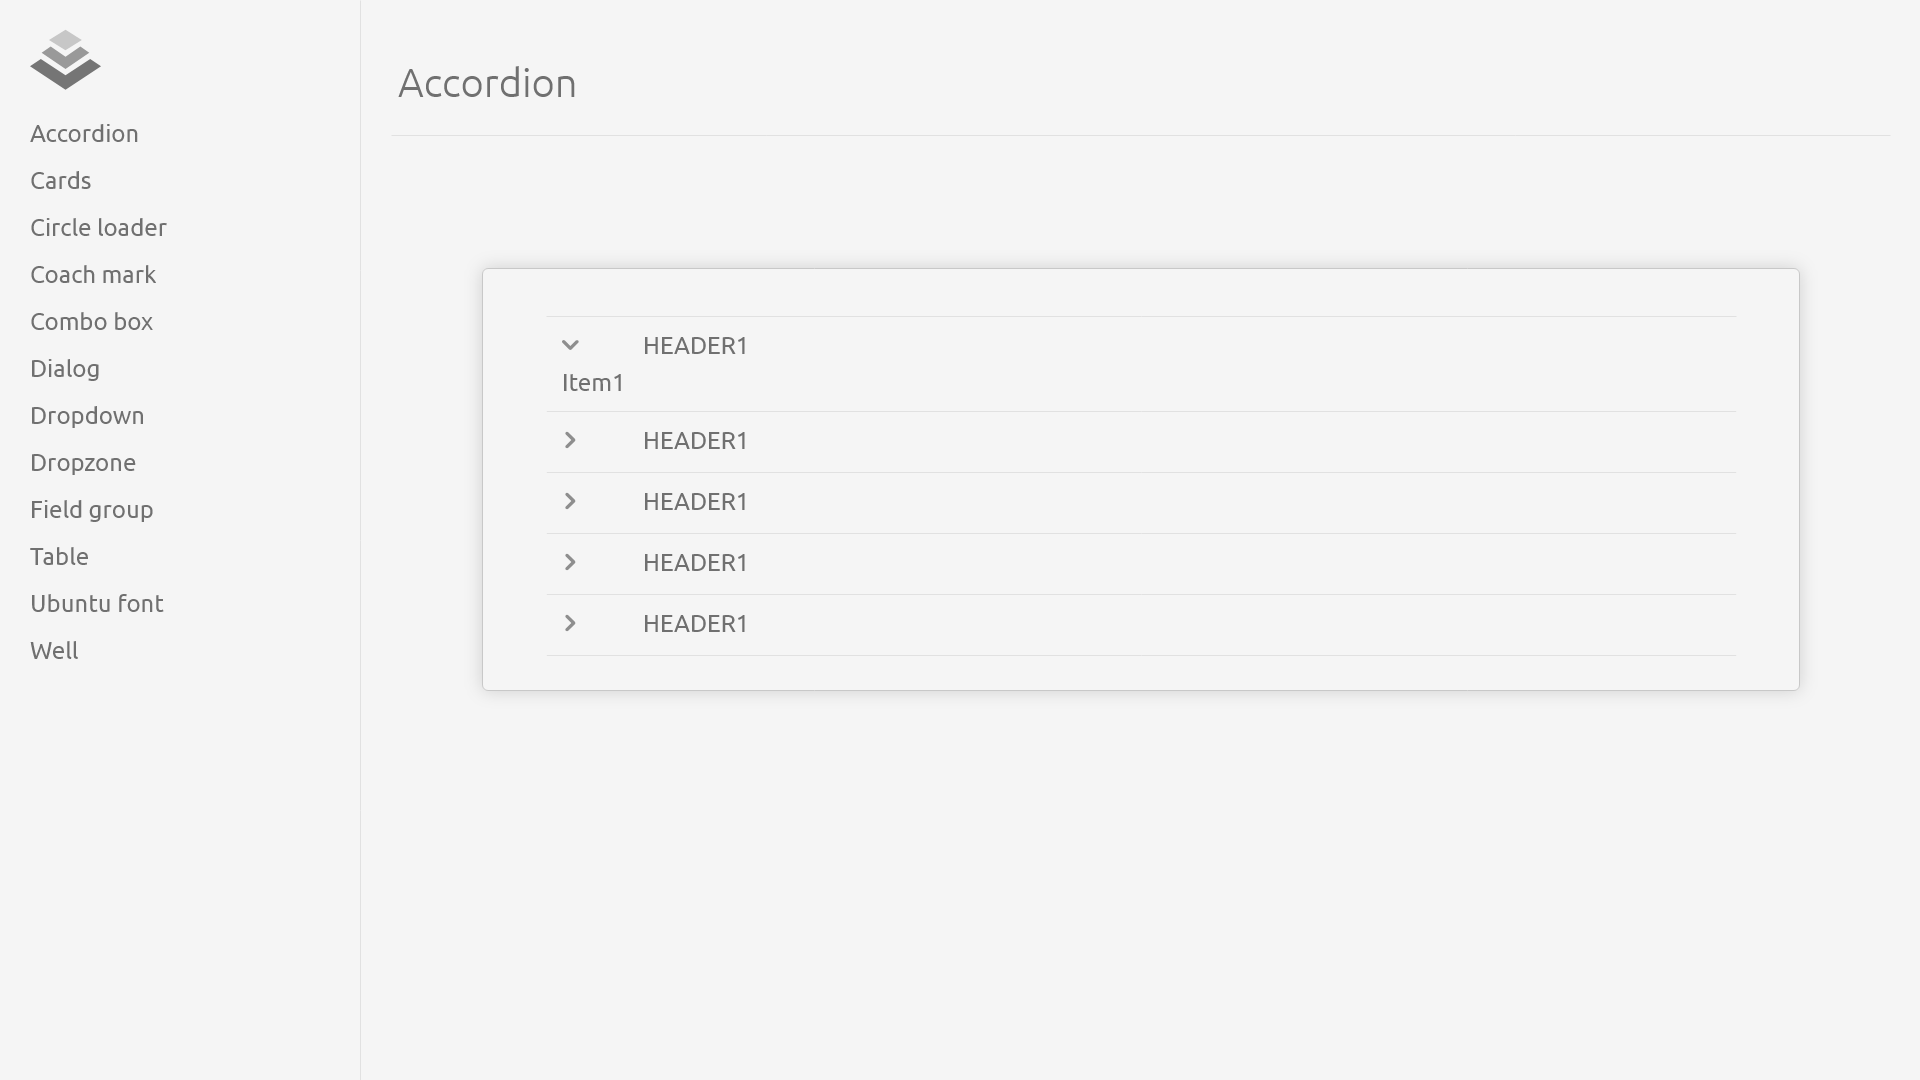 Accordion
Cards
Circle loader
Coach mark
Combo box
Dialog
Dropdown
Dropzone
Field group
Table
Ubuntu font
Well
Accordion
HEADER1
Item1
HEADER1
HEADER1
HEADER1
HEADER1